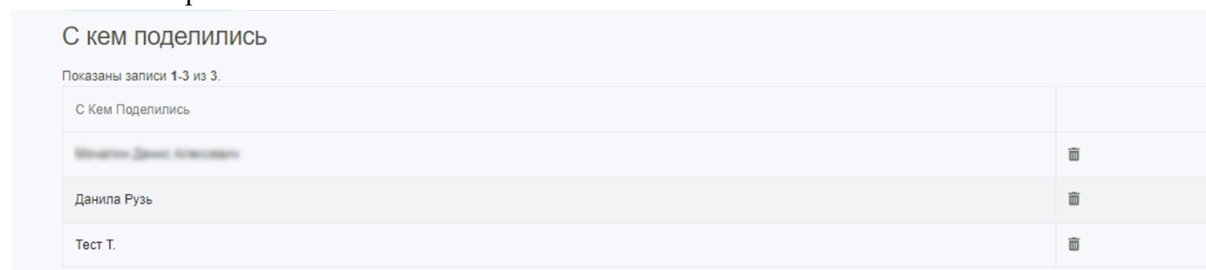 С кем поделились
Показаны записи 1-3 из 3.
С Кем Поделились
Данила Рузь
Тест Т.